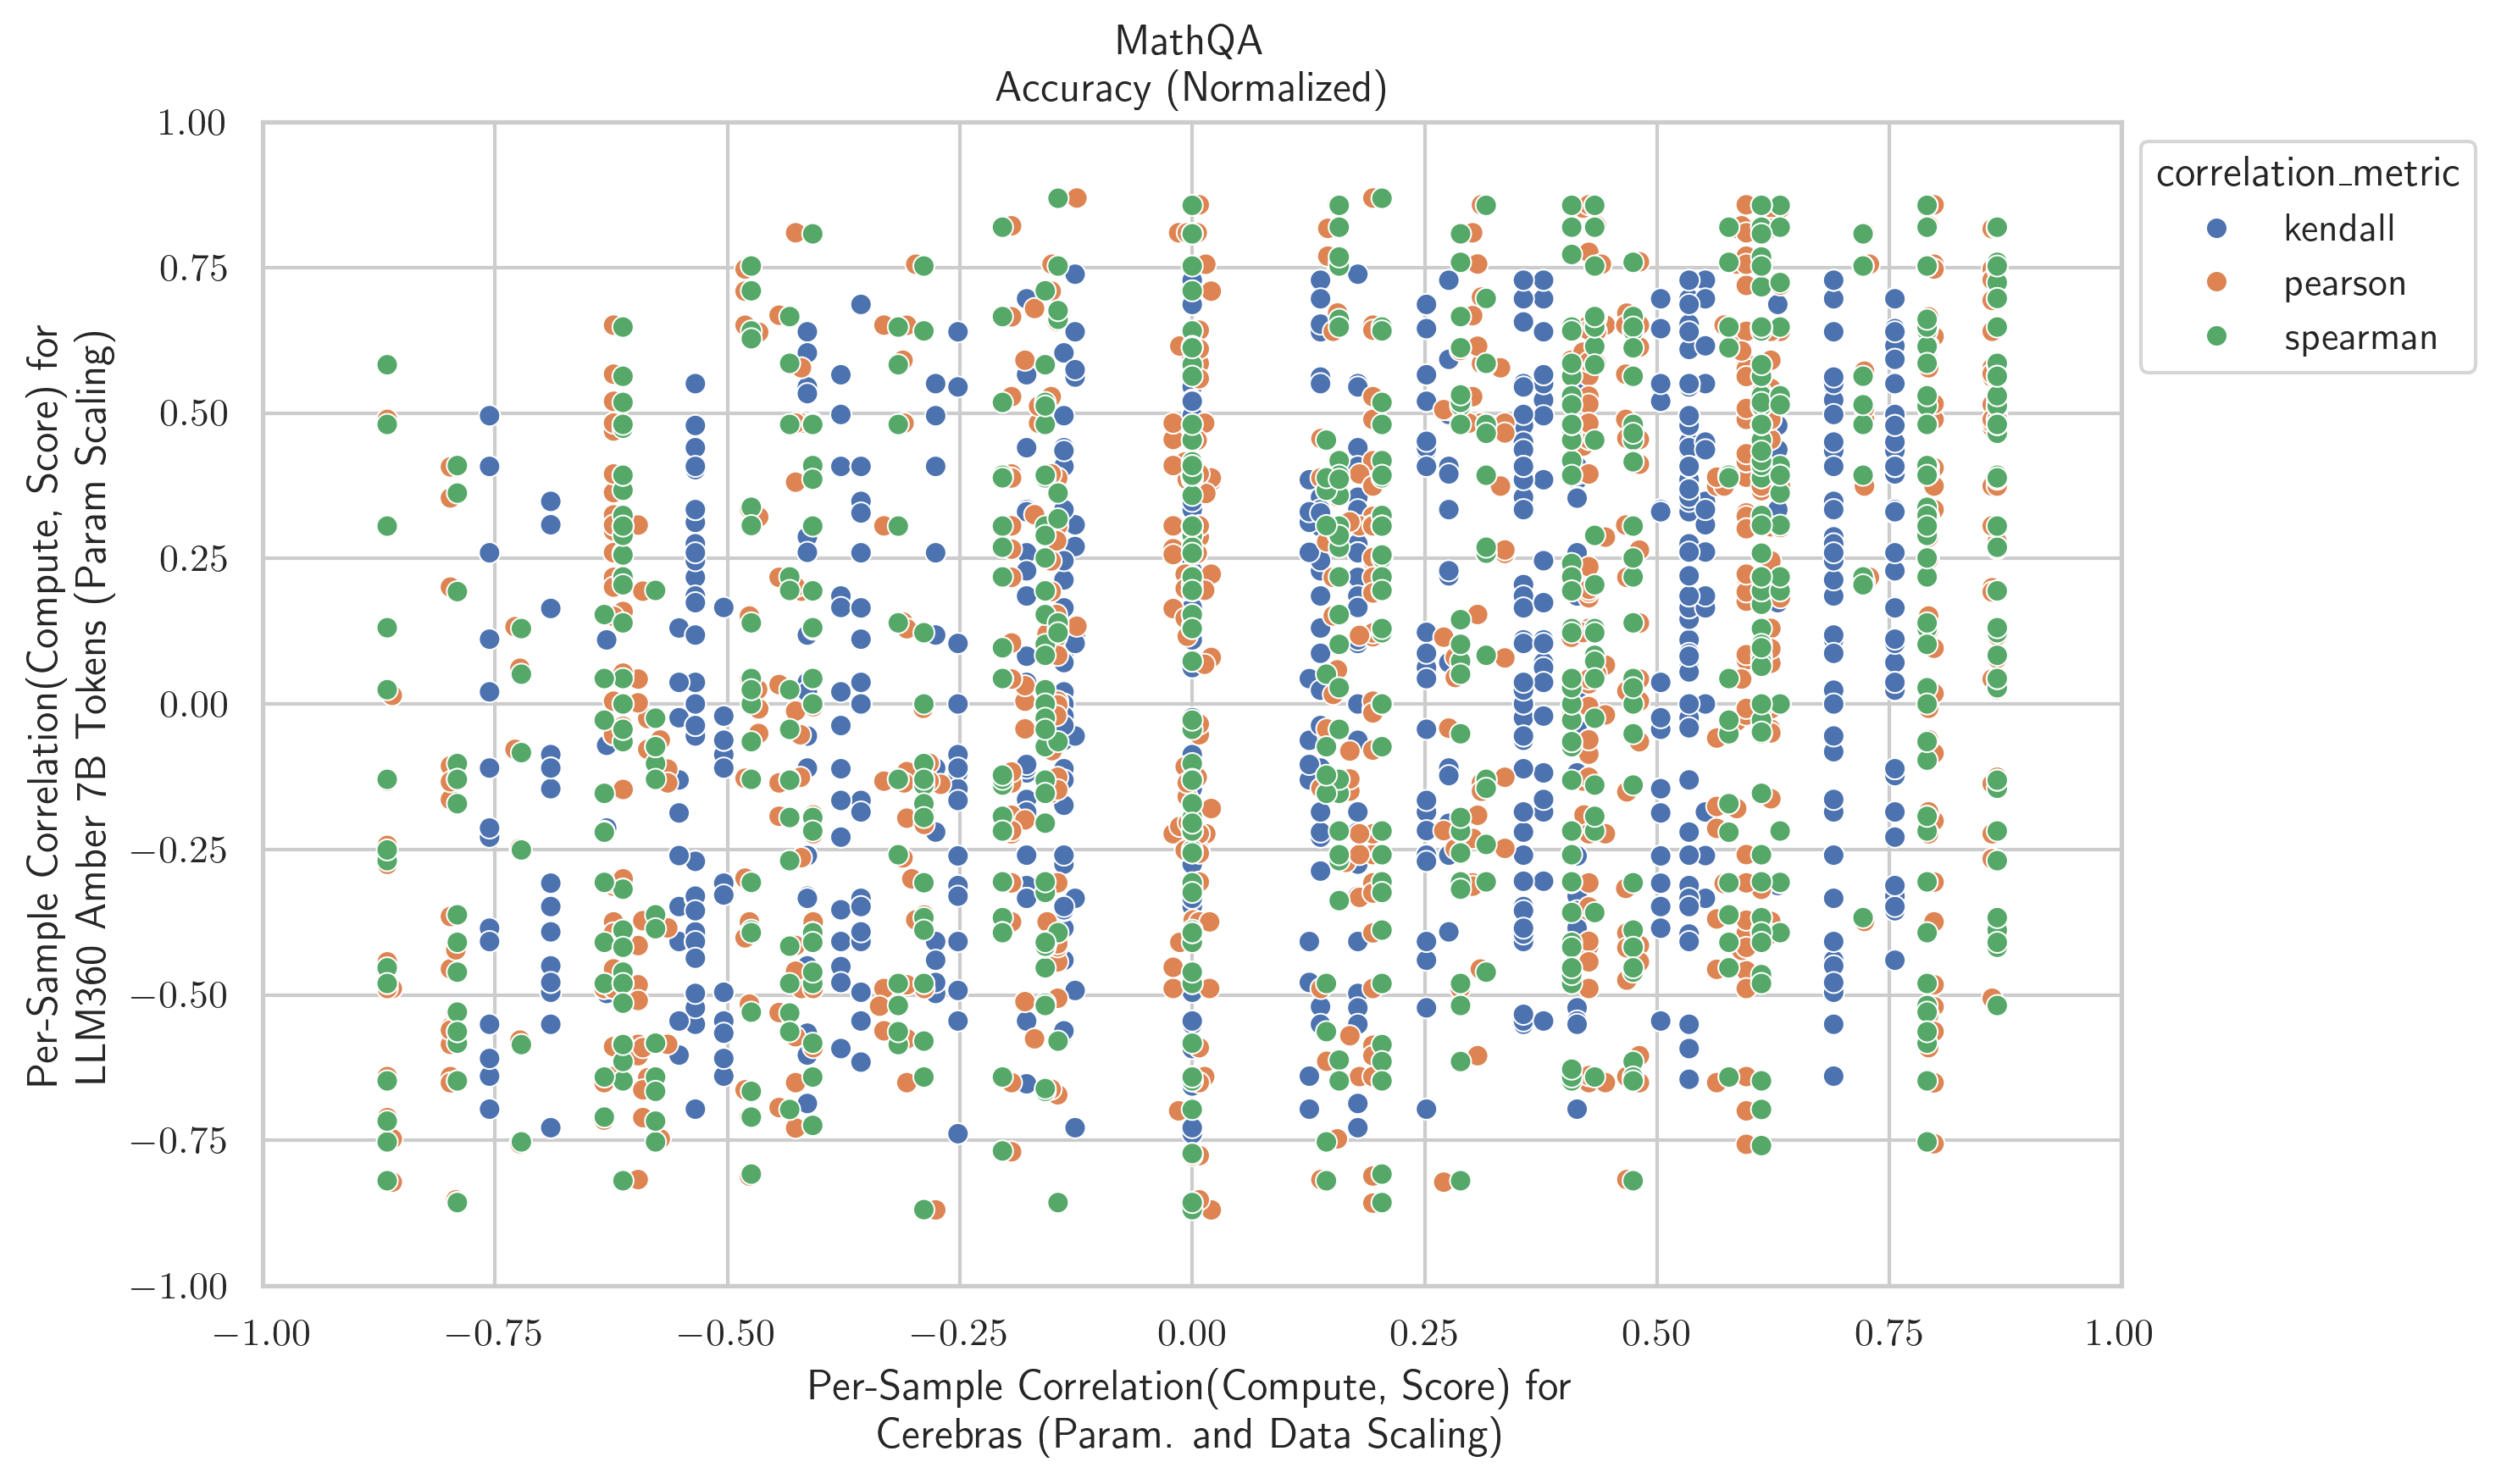 MathQA
Accuracy (Normalized)
1.00
0.75
0.50
0.25
0.00
−0.25
−0.50
−0.75
−1.00
−1.00
−0.75
−0.50
−0.25
0.00
0.25
0.50
0.75
1.00
Per-Sample Correlation(Compute, Score) for
LLM360 Amber 7B Tokens (Param Scaling)
Per-Sample Correlation(Compute, Score) for
Cerebras (Param. and Data Scaling)
correlation_metric
kendall
pearson
spearman